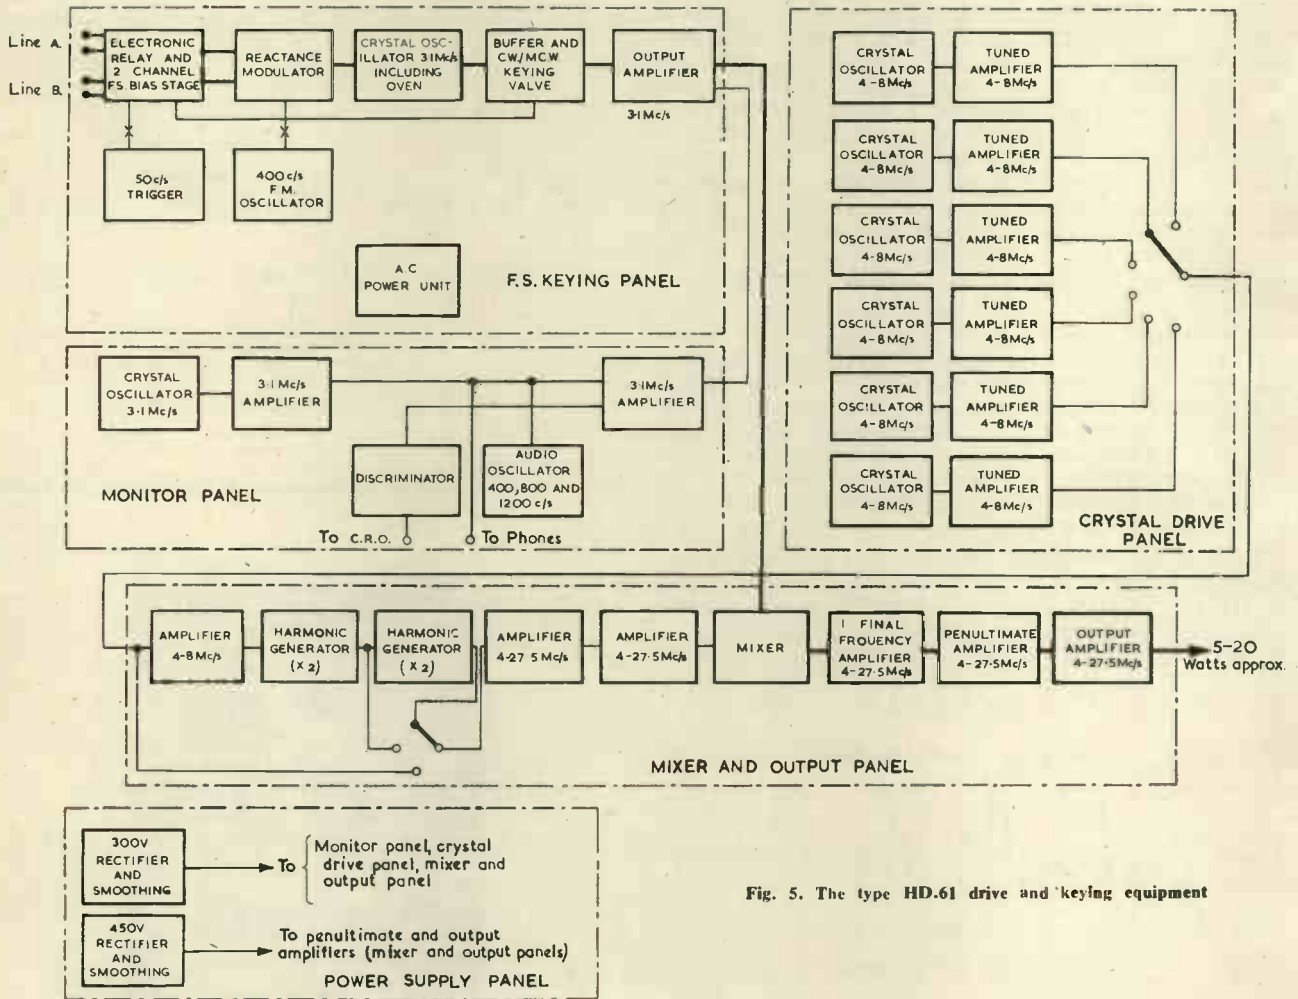 Line A.
Line B.
ELECTRONIC
RELAY AND
2 CHANNEL
F.S. BIAS STAGE
REACTANCE
MODULATOR
CRYSTAL OSC-
ILLATOR 3·1Mc/s
INCLUDING
OVEN
BUFFER AND
CW/MCW
KEYING
VALVE
OUTPUT
AMPLIFIER
3·1Mc/s
X
X
50c/s
TRIGGER
400c/s
F.M.
OSCILLATOR
A.C
POWER UNIT
F.S. KEYING PANEL
CRYSTAL
OSCILLATOR
3·1Mc/s
3·1Mc/s
AMPLIFIER
3·1Mc/s
AMPLIFIER
DISCRIMINATOR
AUDIO
OSCILLATOR
400,800 AND
1200 c/s
MONITOR PANEL
To C.R.O.
To Phones
CRYSTAL
OSCILLATOR
4-8Mc/s
TUNED
AMPLIFIER
4-8Mc/s
CRYSTAL
OSCILLATOR
4-8Mc/s
TUNED
AMPLIFIER
4-8Mc/s
CRYSTAL
OSCILLATOR
4-8Mc/s
TUNED
AMPLIFIER
4-8Mc/s
CRYSTAL
OSCILLATOR
4-8Mc/s
TUNED
AMPLIFIER
4-8Mc/s
CRYSTAL
OSCILLATOR
4-8Mc/s
TUNED
AMPLIFIER
4-8Mc/s
CRYSTAL
OSCILLATOR
4-8Mc/s
TUNED
AMPLIFIER
4-8Mc/s
CRYSTAL DRIVE
PANEL
AMPLIFIER
4-8Mc/s
HARMONIC
GENERATOR
(X2)
HARMONIC
GENERATOR
(X2)
AMPLIFIER
4-27·5Mc/s
AMPLIFIER
4-27·5Mc/s
MIXER
FINAL
FROUENCY
AMPLIFIER
4-27·5Mc/s
PENULTIMATE
AMPLIFIER
4-27·5Mc/s
OUTPUT
AMPLIFIER
4-27·5Mc/s
5-20
Watts approx.
MIXER AND OUTPUT PANEL
300V
RECTIFIER
AND
SMOOTHING
To
Monitor panel, crystal
drive panel, mixer and
output panel
450V
RECTIFIER
AND
SMOOTHING
To penultimate and output
amplifiers (mixer and output panels)
POWER SUPPLY PANEL
Fig. 5. The type HD.61 drive and keying equipment